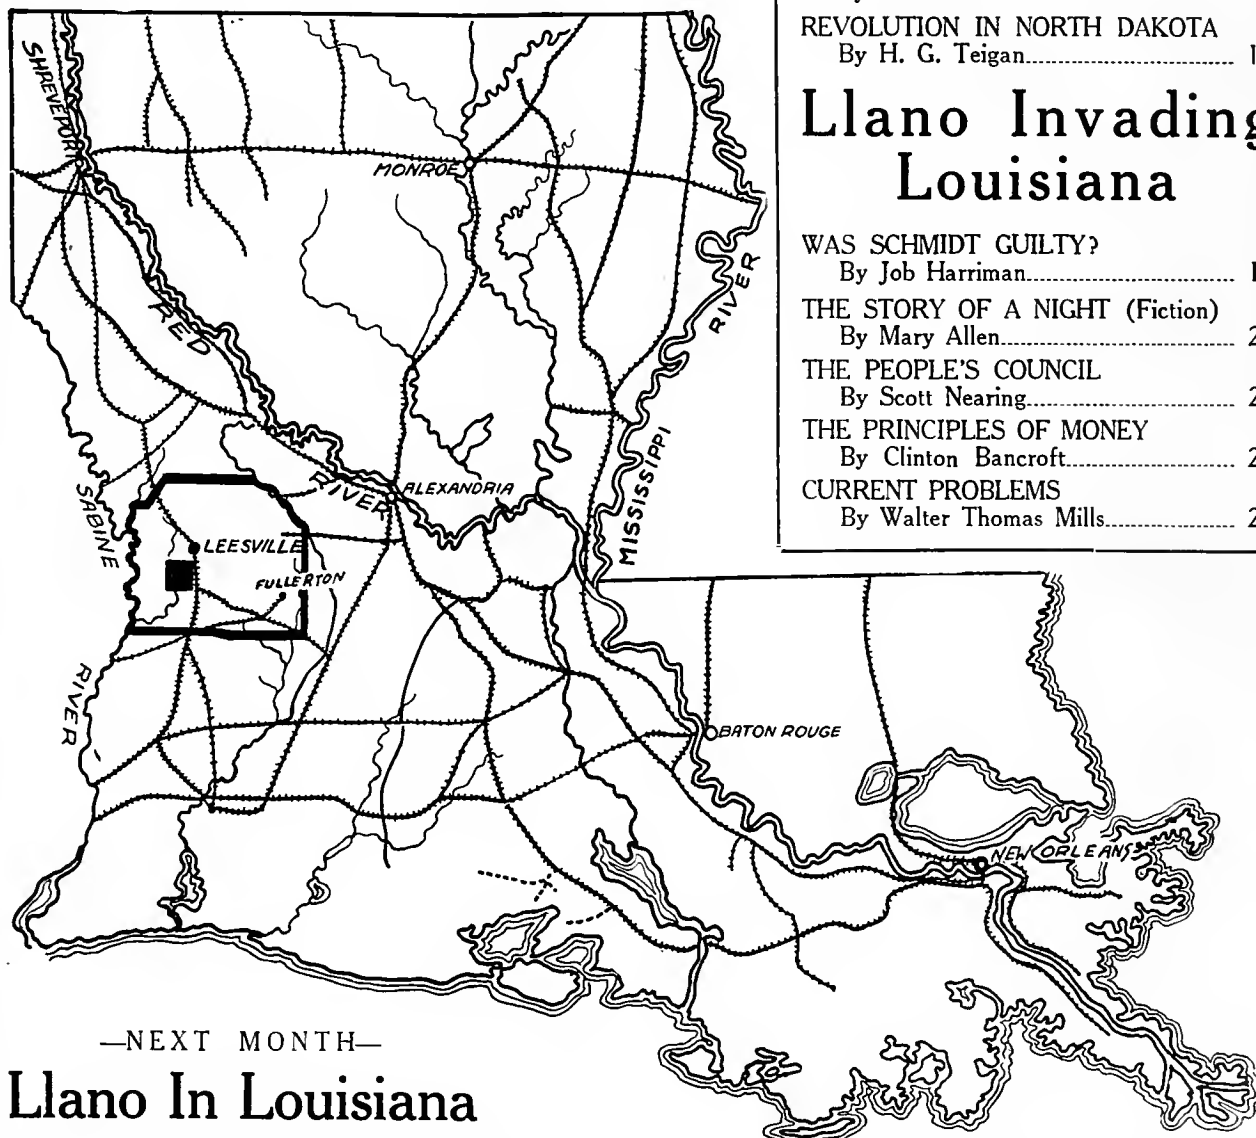 REVOLUTION IN NORTH DAKOTA
By H. G. Teigan
Llano Invading
Louisiana
WAS SCHMIDT GUILTY?
By Job Harriman
THE STORY OF A NIGHT (Fiction)
By Mary Allen
THE PEOPLE'S COUNCIL
By Scott Nearing
THE PRINCIPLES OF MONEY
By Clinton Bancroft
CURRENT PROBLEMS
By Walter Thomas Mills
SHREVEPORT
MONROE
RED
RIVER
MISSISSIPPI
RIVER
ALEXANDRIA
SABINE
RIVER
LEESVILLE
FULLERTON
BATON ROUGE
NEW ORLEANS
—NEXT MONTH—
Llano In Louisiana